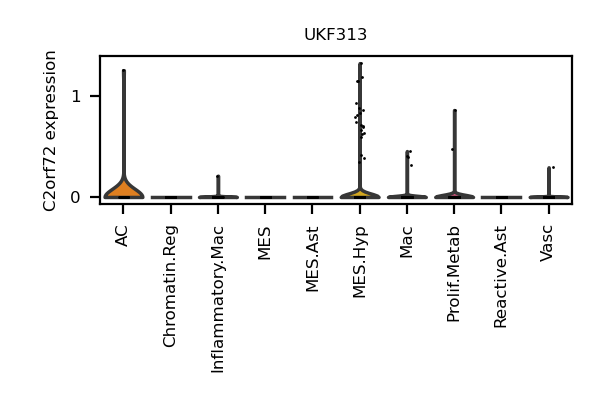 UKF313
C2orf72 expression
1
0
AC
Chromatin.Reg
Inflammatory.Mac
MES
MES.Ast
MES.Hyp
Mac
Prolif.Metab
Reactive.Ast
Vasc